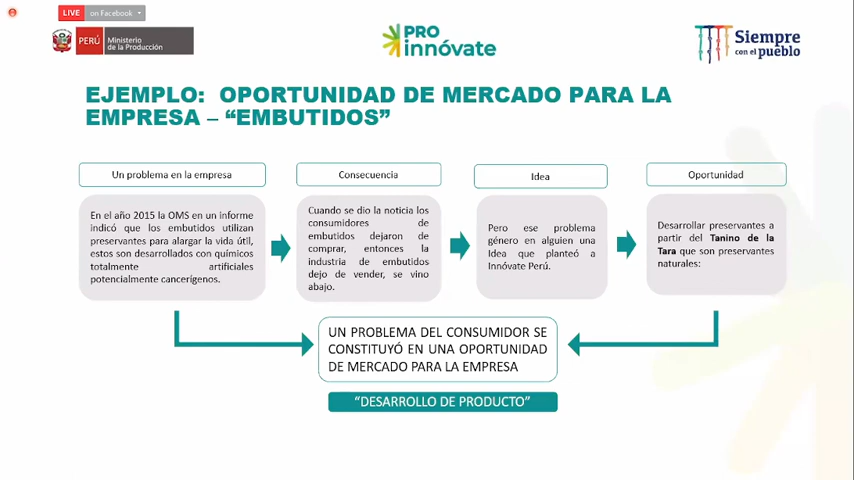 LIVE on Facebook
PERÚ
Ministerio
de la Producción
PRO
innóvate
Siempre
con el pueblo
EJEMPLO: OPORTUNIDAD DE MERCADO PARA LA
EMPRESA – “EMBUTIDOS”
Un problema en la empresa
En el año 2015 la OMS en un informe
indicó que los embutidos utilizan
preservantes para alargar la vida útil,
estos son desarrollados con químicos
totalmente artificiales
potencialmente cancerígenos.
Consecuencia
Cuando se dio la noticia los
consumidores de
embutidos dejaron de
comprar, entonces la
industria de embutidos
dejo de vender, se vino
abajo.
Idea
Pero ese problema
género en alguien una
Idea que planteó a
Innóvate Perú.
Oportunidad
Desarrollar preservantes a
partir del Tanino de la
Tara que son preservantes
naturales:
UN PROBLEMA DEL CONSUMIDOR SE
CONSTITUYÓ EN UNA OPORTUNIDAD
DE MERCADO PARA LA EMPRESA
“DESARROLLO DE PRODUCTO”